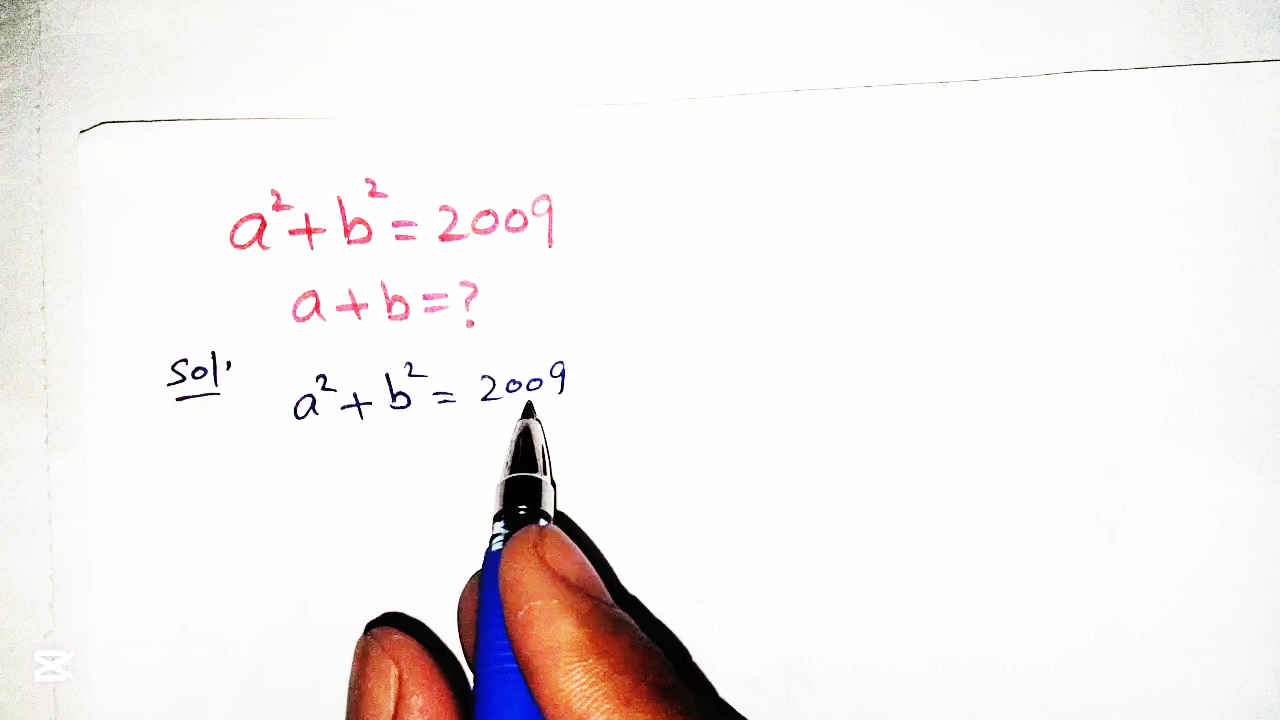 a² + b² = 2009
a + b = ?
Sol.
a² + b² = 2009